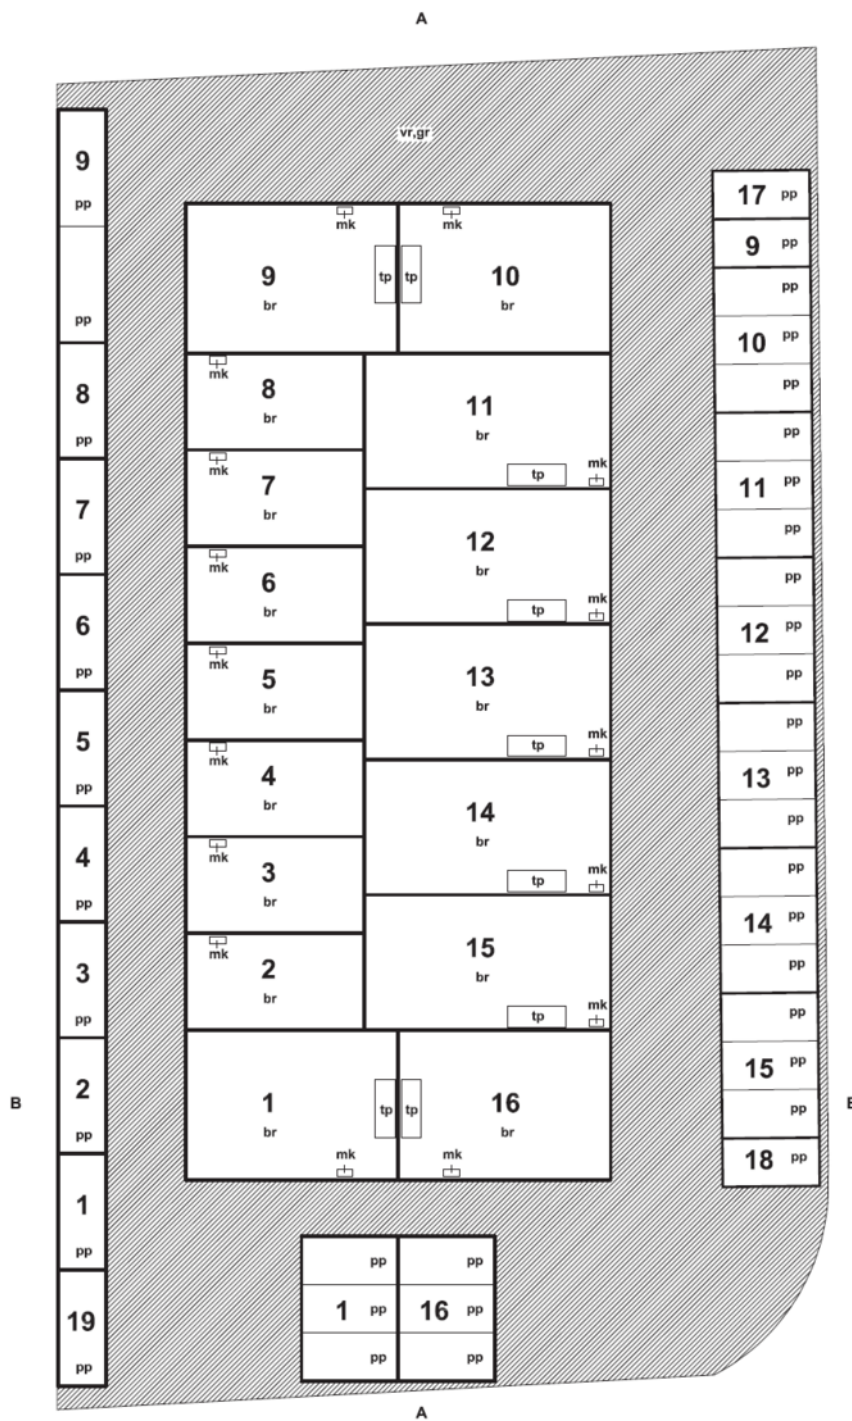 A
vr,gr
9
pp
pp
8
pp
7
pp
6
pp
5
pp
4
pp
3
pp
2
pp
1
pp
19
pp
B
mk
mk
9
tp
tp
10
br
br
mk
8
br
mk
7
br
mk
6
br
mk
5
br
mk
4
br
mk
3
br
mk
2
br
11
br
mk
tp
12
br
mk
tp
13
br
mk
tp
14
br
mk
tp
15
br
mk
tp
1
tp
tp
16
br
br
mk
mk
17 pp
9 pp
pp
10 pp
pp
pp
11 pp
pp
pp
12 pp
pp
pp
13 pp
pp
pp
14 pp
pp
pp
15 pp
pp
18 pp
pp pp
1 pp 16 pp
pp pp
A